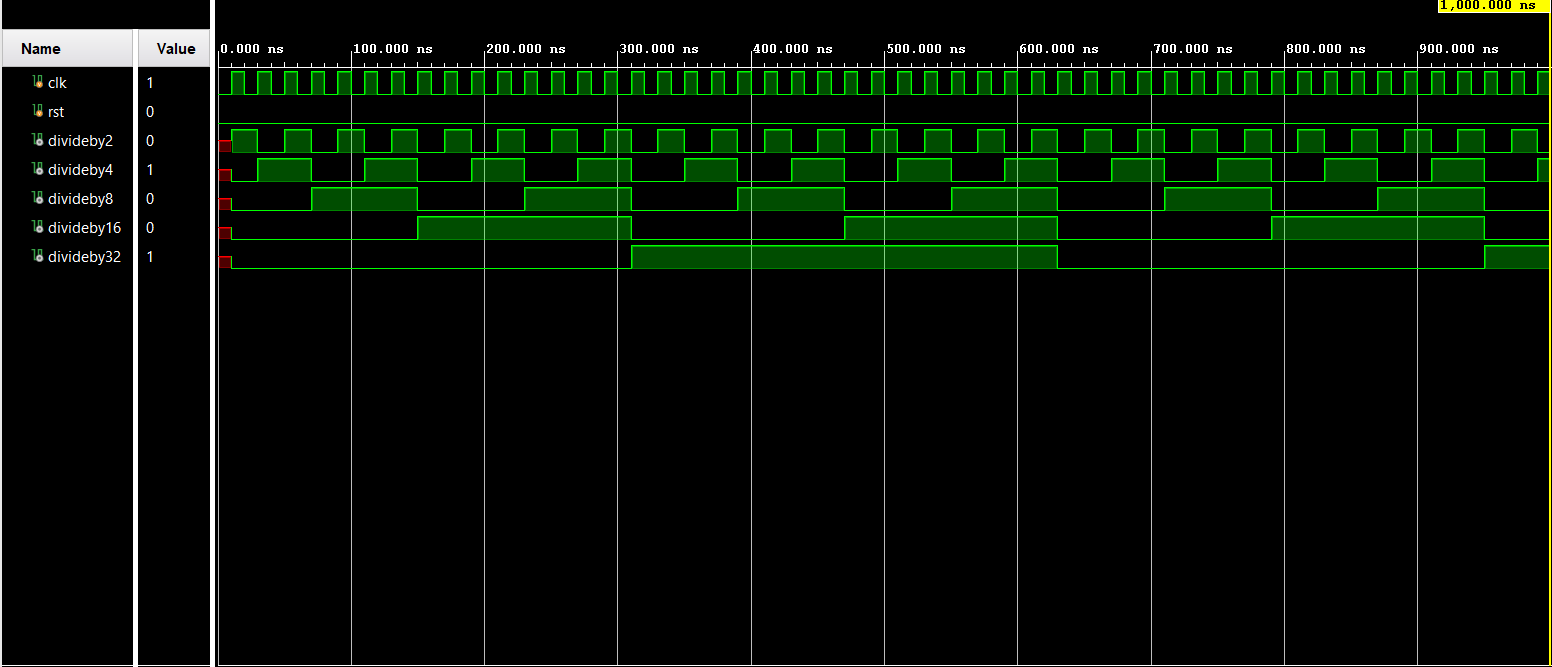 1,000.000 ns
Name Value 0.000 ns 100.000 ns 200.000 ns 300.000 ns 400.000 ns 500.000 ns 600.000 ns 700.000 ns 800.000 ns 900.000 ns
clk 1
rst 0
divideby2 0
divideby4 1
divideby8 0
divideby16 0
divideby32 1